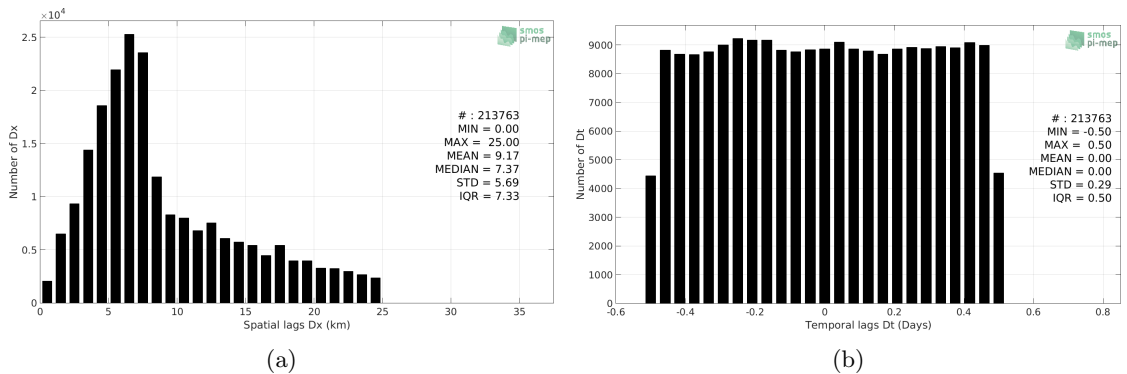 ×10⁴
2.5
2
1.5
1
0.5
0
Number of Dx
smos
pi-mep
# : 213763
MIN = 0.00
MAX = 25.00
MEAN = 9.17
MEDIAN = 7.37
STD = 5.69
IQR = 7.33
0 5 10 15 20 25 30 35
Spatial lags Dx (km)
(a)
9000
8000
7000
6000
5000
4000
3000
2000
1000
0
Number of Dt
smos
pi-mep
# : 213763
MIN = -0.50
MAX = 0.50
MEAN = 0.00
MEDIAN = 0.00
STD = 0.29
IQR = 0.50
-0.6 -0.4 -0.2 0 0.2 0.4 0.6 0.8
Temporal lags Dt (Days)
(b)